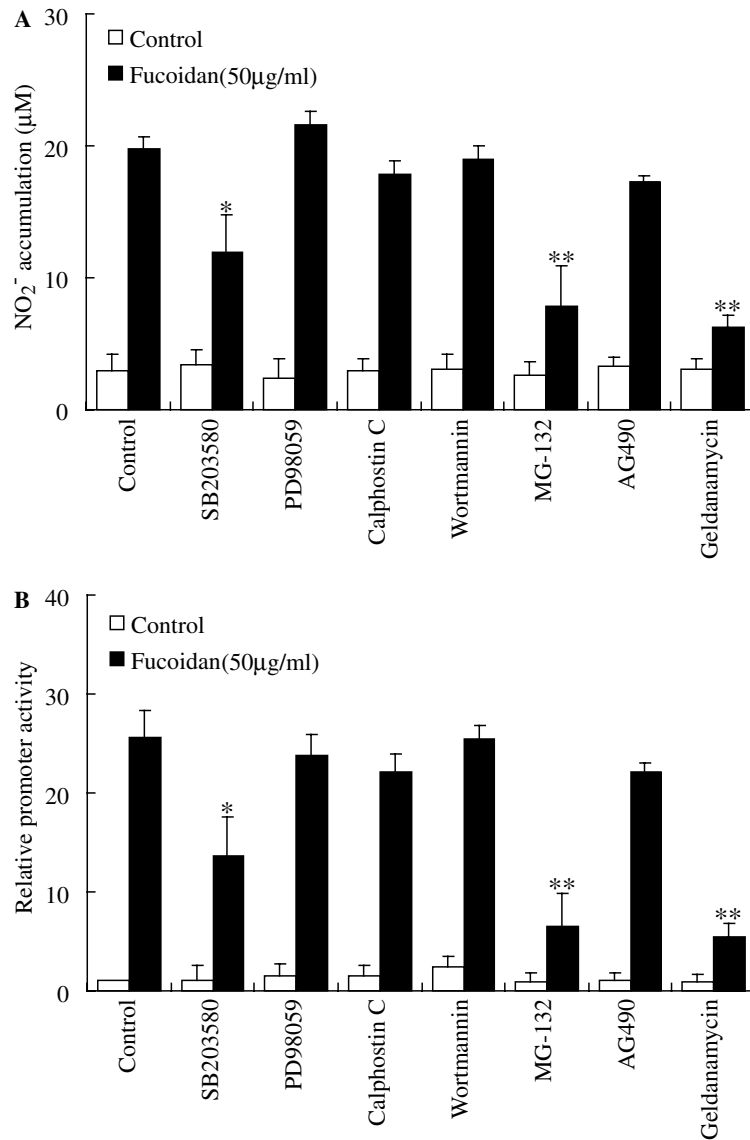 A
30
Control
Fucoidan(50μg/ml)
20
10
0
NO₂⁻ accumulation (μM)
*
**
**
Control
SB203580
PD98059
Calphostin C
Wortmannin
MG-132
AG490
Geldanamycin
B
40
Control
Fucoidan(50μg/ml)
30
20
10
0
Relative promoter activity
*
**
**
Control
SB203580
PD98059
Calphostin C
Wortmannin
MG-132
AG490
Geldanamycin